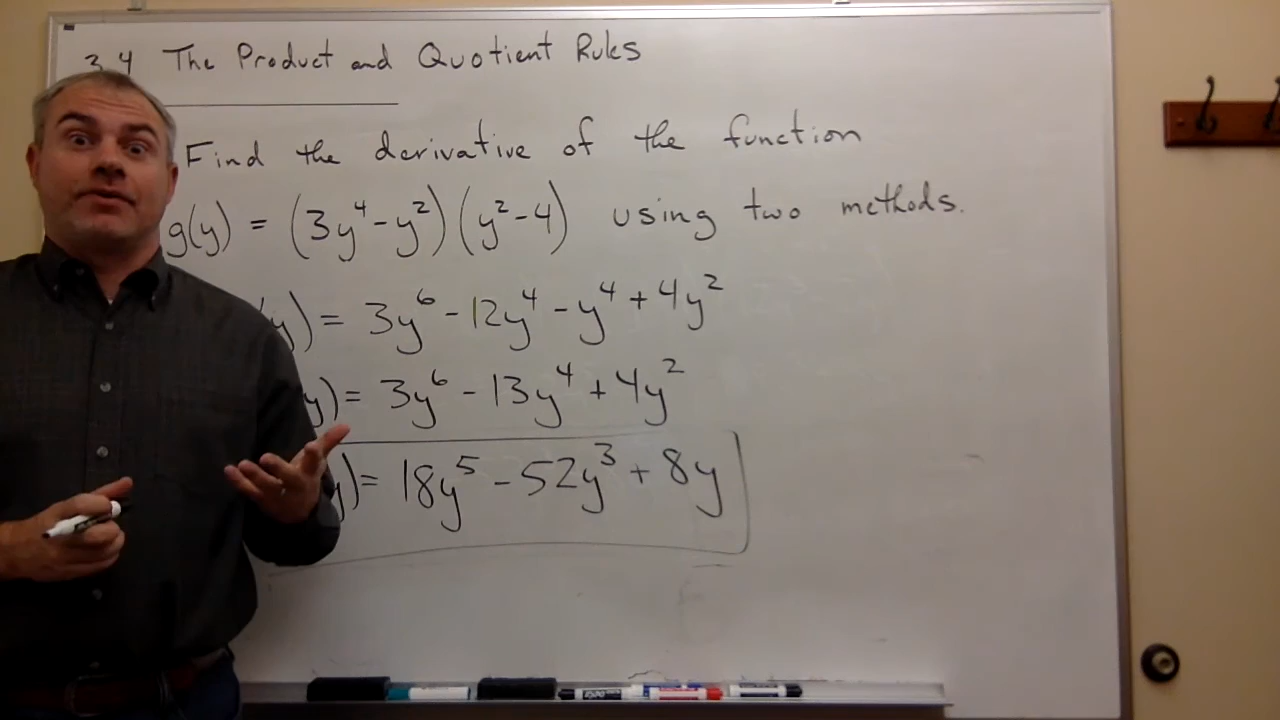 3.4 The Product and Quotient Rules
Find the derivative of the function
g(y) = (3y⁴ - y²)(y² - 4) using two methods.
y) = 3y⁶ - 12y⁴ - y⁴ + 4y²
y) = 3y⁶ - 13y⁴ + 4y²
y) = 18y⁵ - 52y³ + 8y